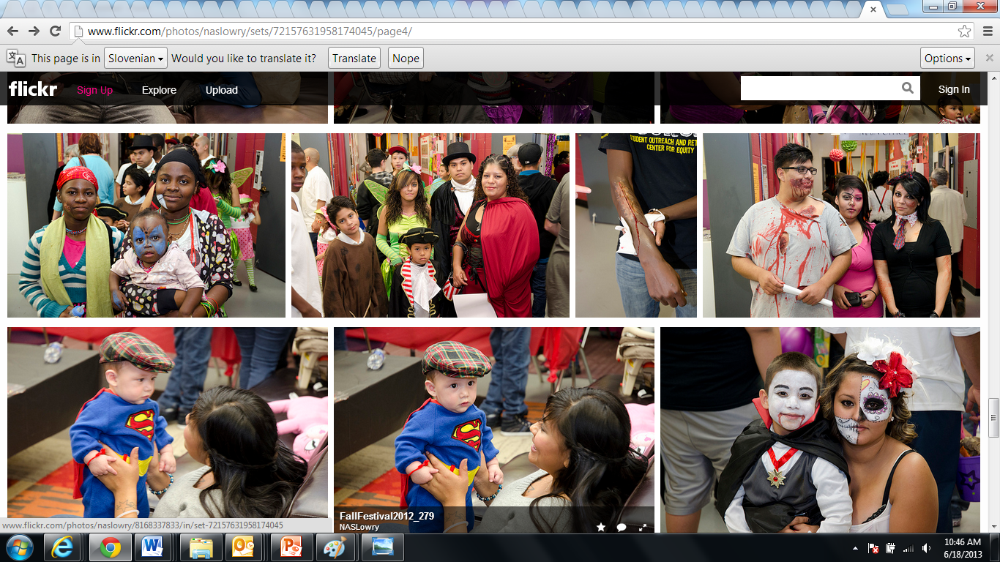 www.flickr.com/photos/naslowry/sets/72157631958174045/page4/
This page is in Slovenian Would you like to translate it? Translate Nope Options
flickr Sign Up Explore Upload Sign In
STUDENT OUTREACH AND RET
CENTER FOR EQUITY
FallFestival2012_279
NASLowry
www.flickr.com/photos/naslowry/8168337833/in/set-72157631958174045
10:46 AM
6/18/2013